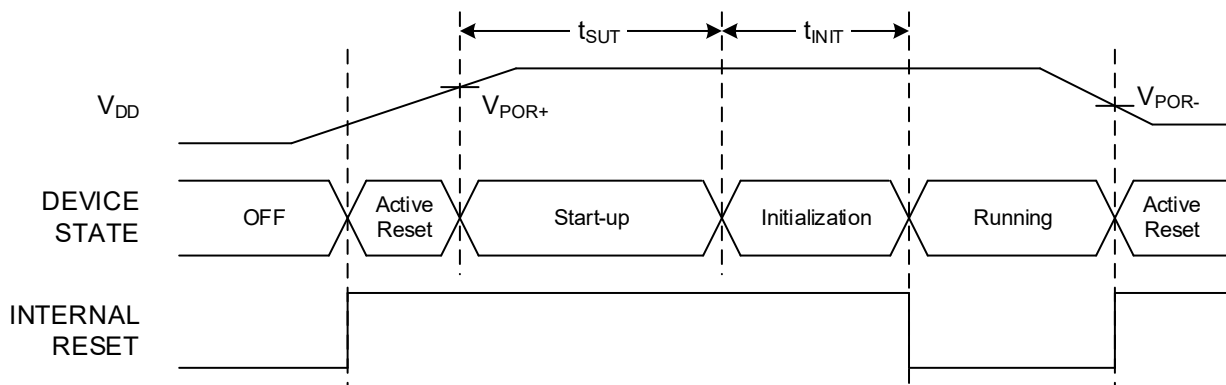 tSUT
tINIT
VDD
VPOR+
VPOR-
DEVICE
STATE
OFF
Active
Reset
Start-up
Initialization
Running
Active
Reset
INTERNAL
RESET